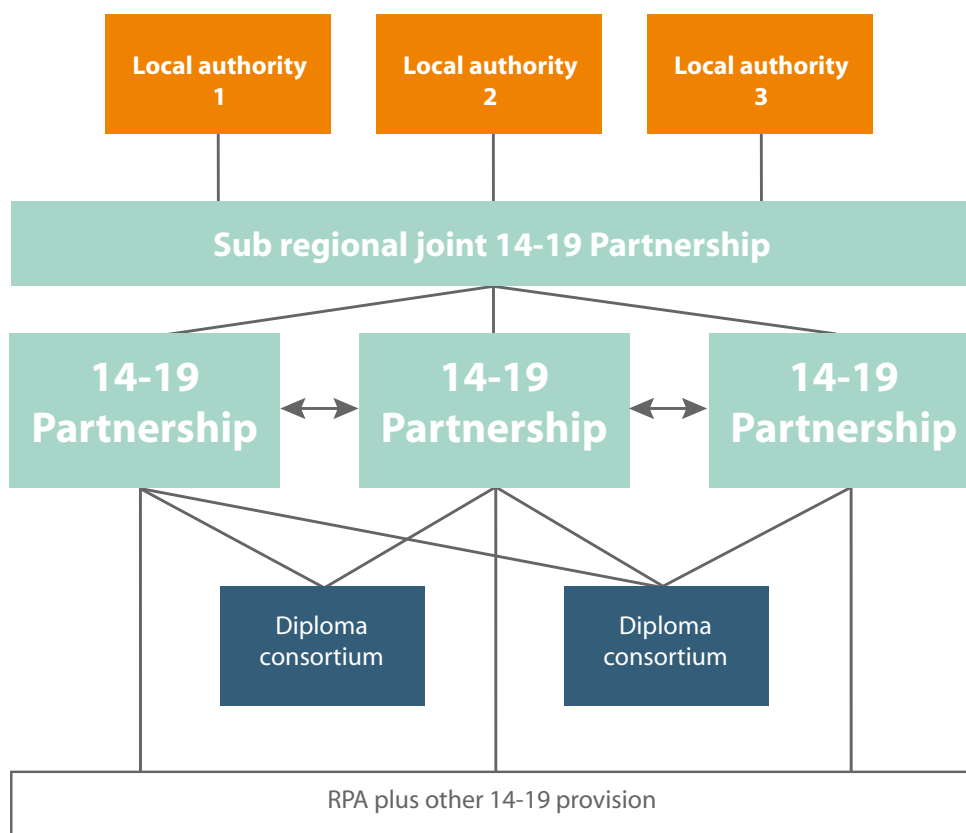 Local authority
1
Local authority
2
Local authority
3
Sub regional joint 14-19 Partnership
14-19
Partnership
14-19
Partnership
14-19
Partnership
Diploma
consortium
Diploma
consortium
RPA plus other 14-19 provision